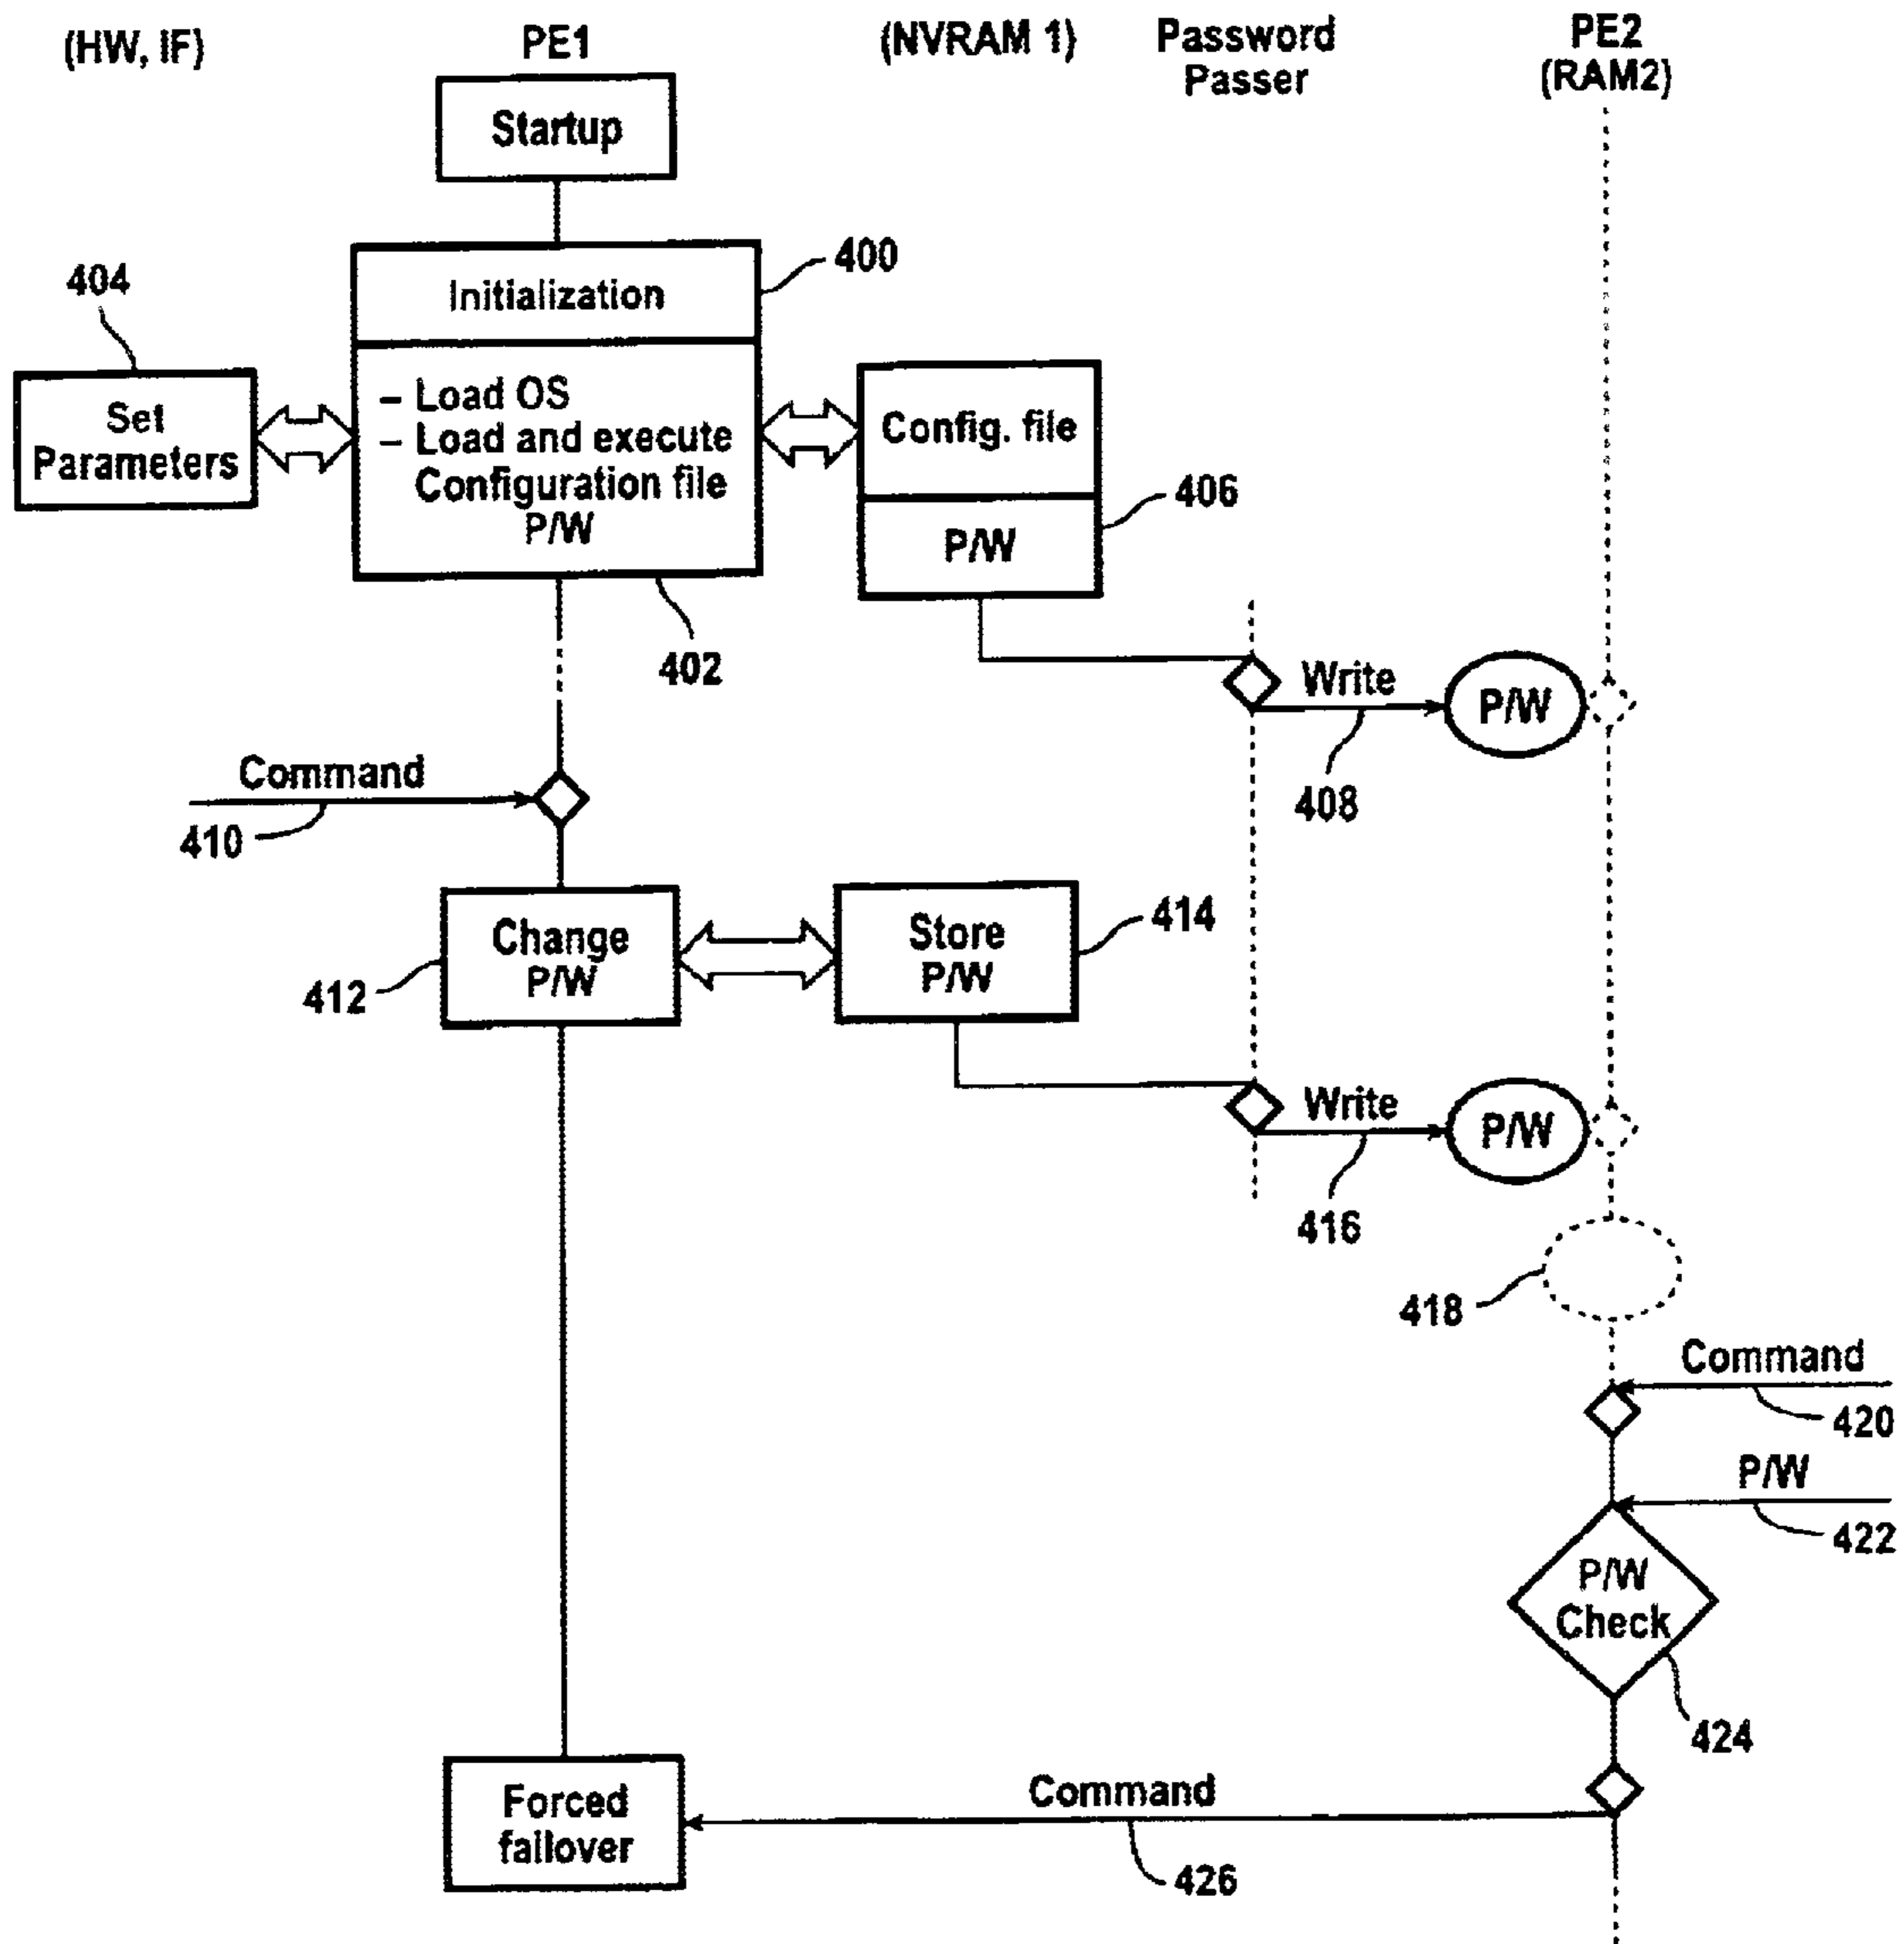 (HW, IF)
PE1
(NVRAM 1)
Password
Passer
PE2
(RAM2)
Startup
400
Initialization
404
Set
Parameters
– Load OS
– Load and execute
Configuration file
P/W
402
Config. file
406
P/W
Write
P/W
408
Command
410
Change
P/W
412
Store
P/W
414
Write
P/W
416
418
Command
420
P/W
422
P/W
Check
424
Forced
failover
Command
426